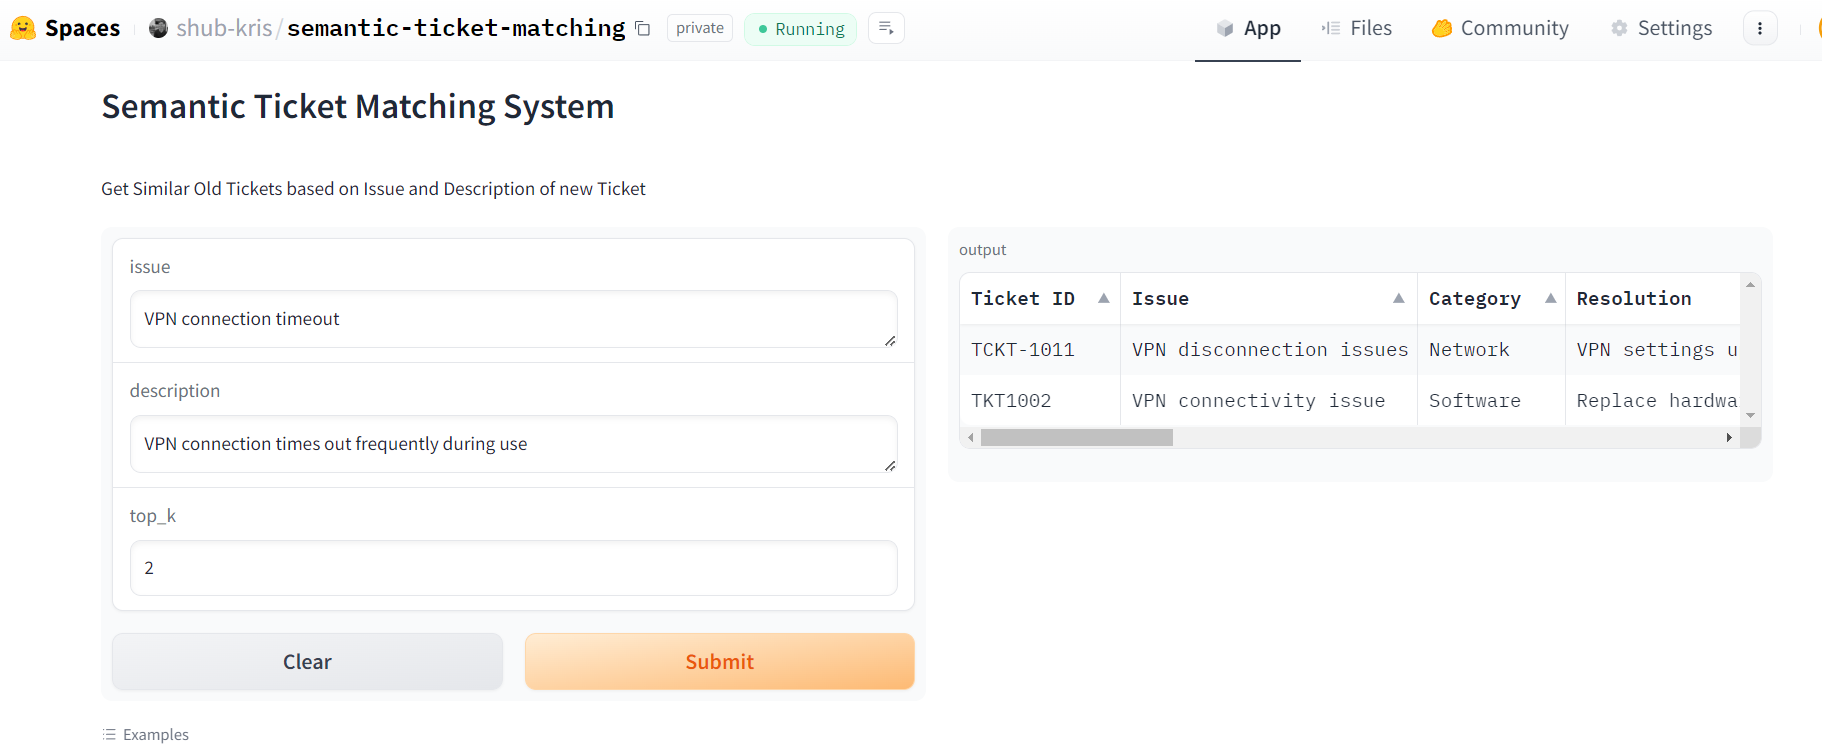 Spaces shub-kris/semantic-ticket-matching private Running App Files Community Settings
Semantic Ticket Matching System
Get Similar Old Tickets based on Issue and Description of new Ticket
issue
VPN connection timeout
description
VPN connection times out frequently during use
top_k
2
Clear Submit
Examples
output
Ticket ID Issue Category Resolution
TCKT-1011 VPN disconnection issues Network VPN settings u
TKT1002 VPN connectivity issue Software Replace hardwa